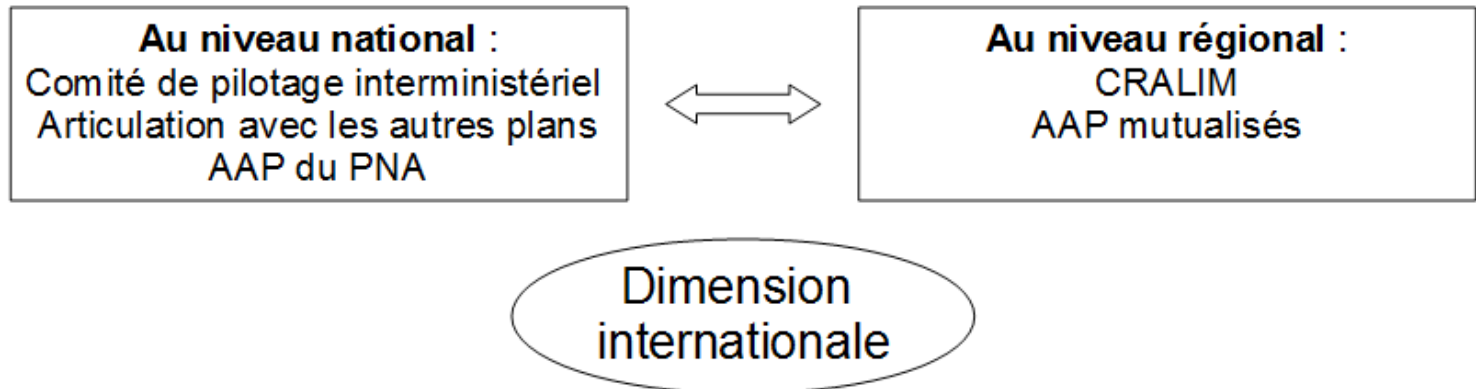 Au niveau national :
Comité de pilotage interministériel
Articulation avec les autres plans
AAP du PNA
Au niveau régional :
CRALIM
AAP mutualisés
Dimension
internationale